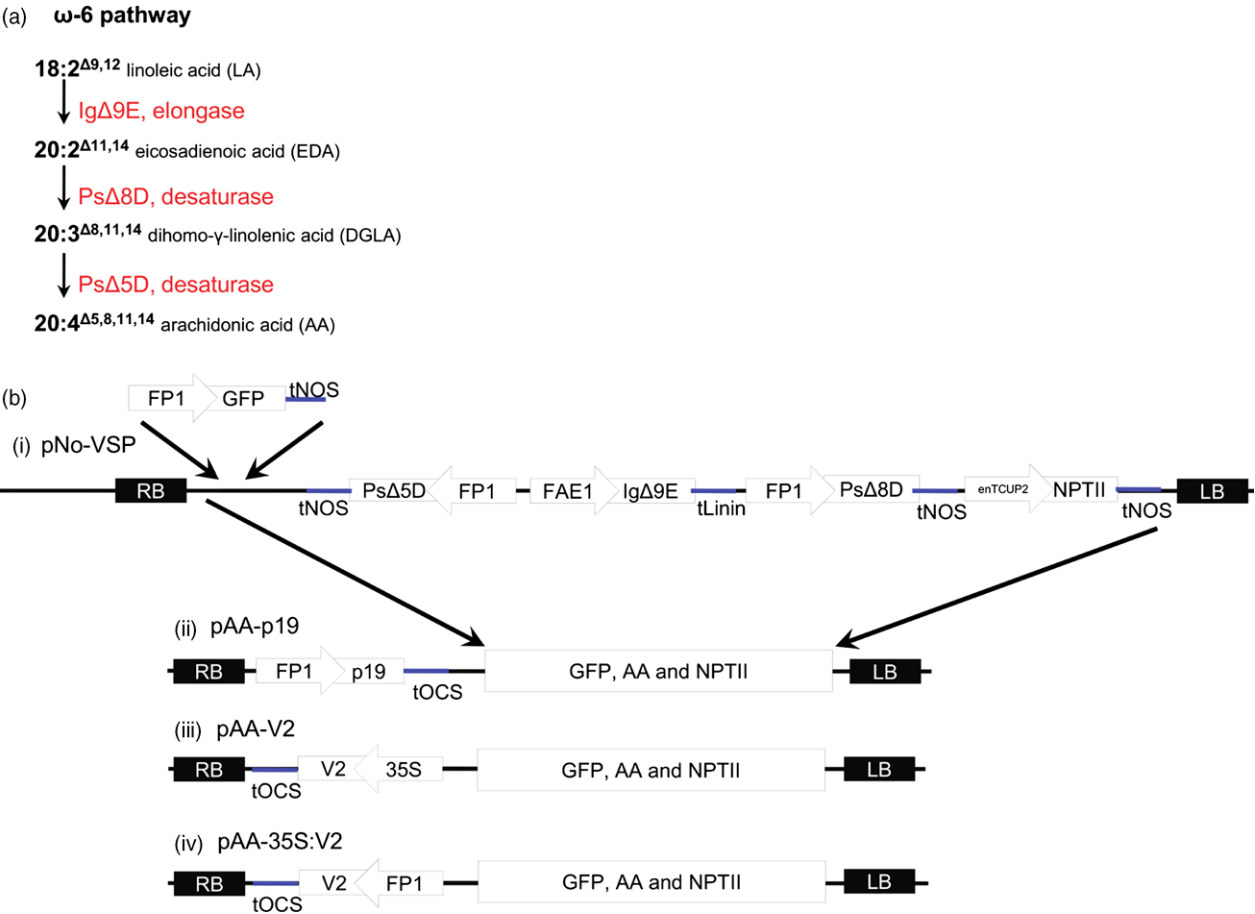 (a) ω-6 pathway
18:2Δ9,12 linoleic acid (LA)
IgΔ9E, elongase
20:2Δ11,14 eicosadienoic acid (EDA)
PsΔ8D, desaturase
20:3Δ8,11,14 dihomo-γ-linolenic acid (DGLA)
PsΔ5D, desaturase
20:4Δ5,8,11,14 arachidonic acid (AA)
(b) FP1 GFP tNOS
(i) pNo-VSP
RB PsΔ5D FP1 FAE1 IgΔ9E FP1 PsΔ8D enTCUP2 NPTII LB
tNOS tLinin tNOS tNOS
(ii) pAA-p19
RB FP1 p19 GFP, AA and NPTII LB
tOCS
(iii) pAA-V2
RB V2 35S GFP, AA and NPTII LB
tOCS
(iv) pAA-35S:V2
RB V2 FP1 GFP, AA and NPTII LB
tOCS